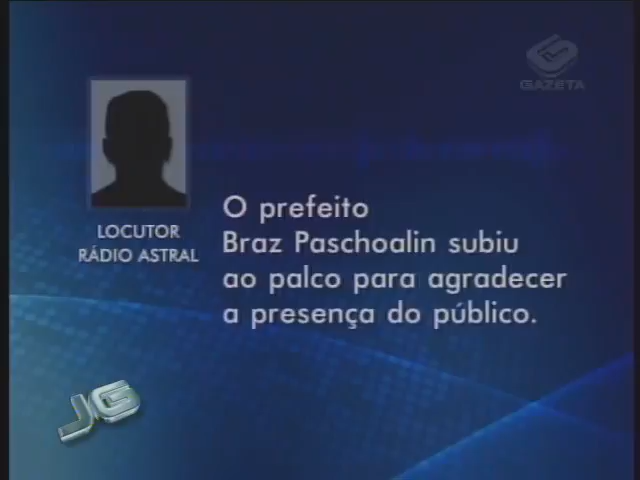 GAZETA
LOCUTOR
RÁDIO ASTRAL
O prefeito
Braz Paschoalin subiu
ao palco para agradecer
a presença do público.
JG